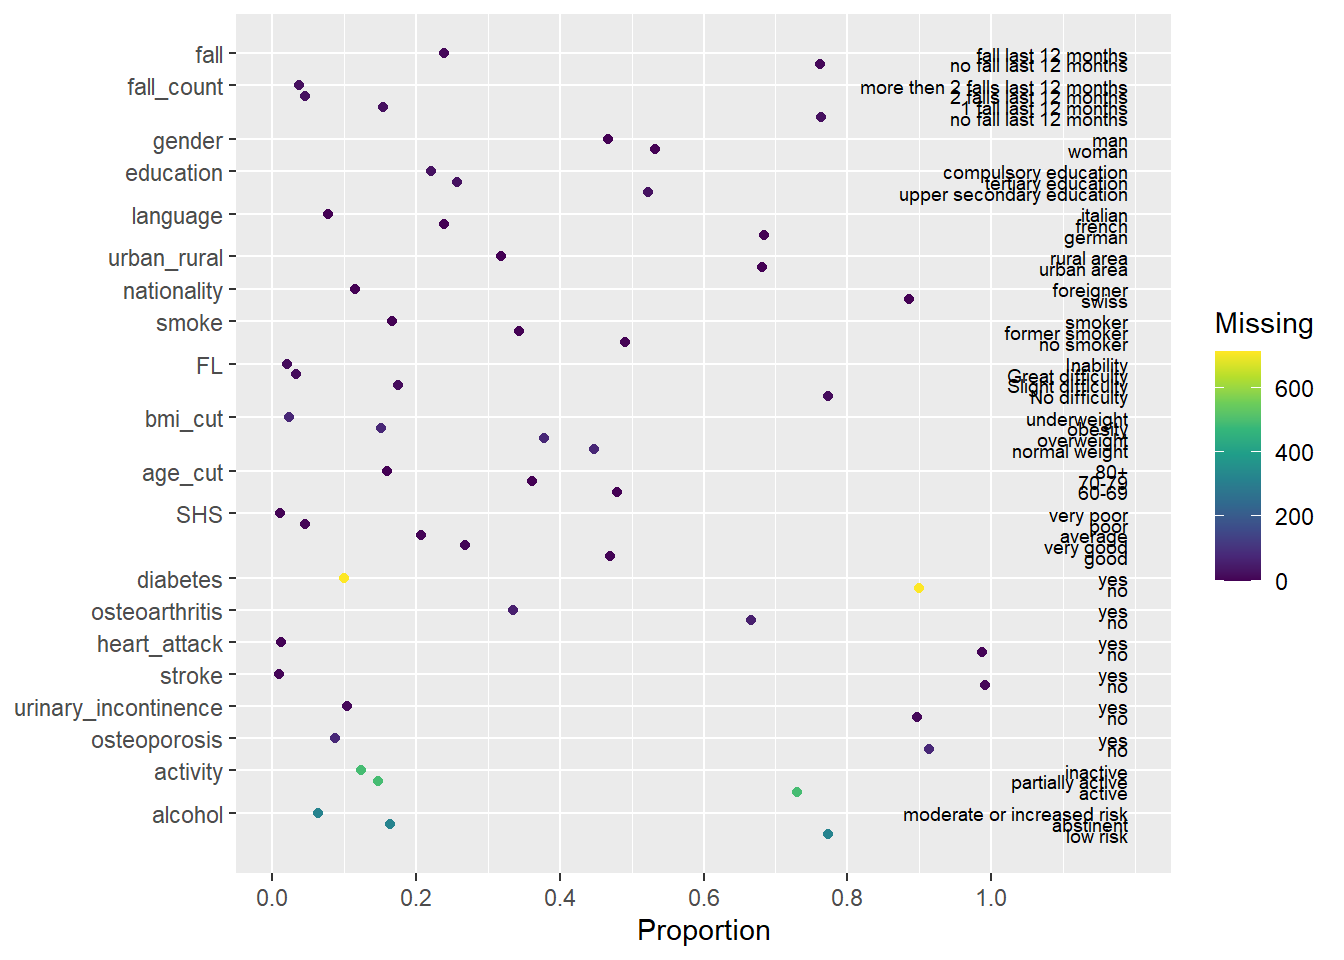 fall
fall last 12 months
no fall last 12 months
fall_count
more then 2 falls last 12 months
2 falls last 12 months
1 fall last 12 months
no fall last 12 months
gender
man
woman
education
compulsory education
tertiary education
upper secondary education
language
italian
french
german
urban_rural
rural area
urban area
nationality
foreigner
swiss
smoke
smoker
former smoker
no smoker
FL
Inability
Great difficulty
Slight difficulty
No difficulty
bmi_cut
underweight
obesity
overweight
normal weight
age_cut
80+
70-79
60-69
SHS
very poor
poor
average
very good
good
diabetes
yes
no
osteoarthritis
yes
no
heart_attack
yes
no
stroke
yes
no
urinary_incontinence
yes
no
osteoporosis
yes
no
activity
inactive
partially active
active
alcohol
moderate or increased risk
abstinent
low risk
0.0 0.2 0.4 0.6 0.8 1.0
Proportion
Missing
600
400
200
0